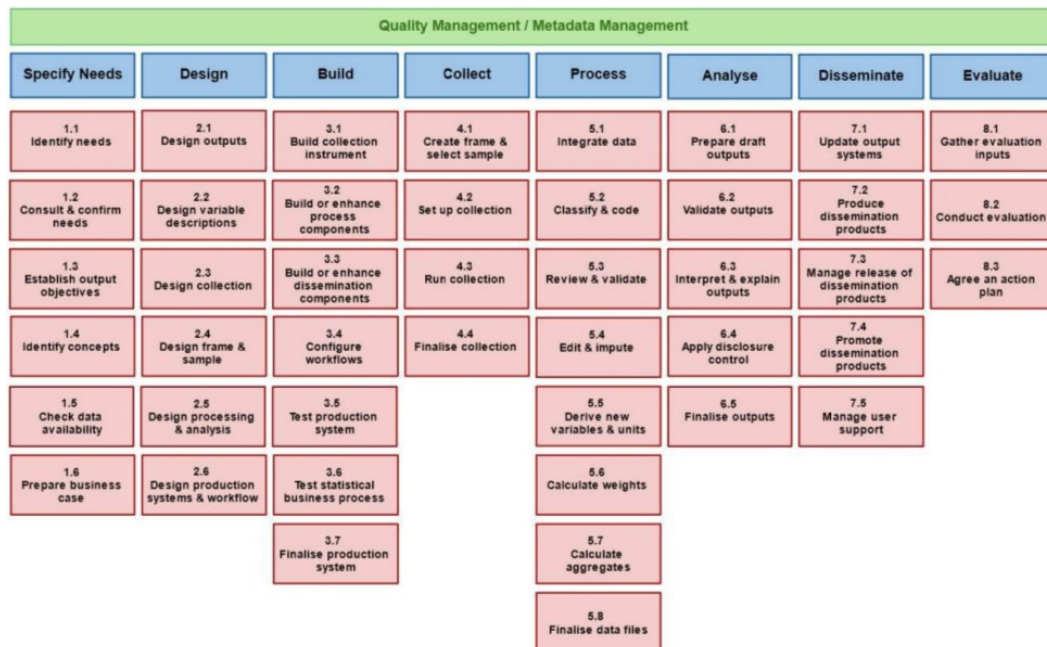 Quality Management / Metadata Management
Specify Needs
Design
Build
Collect
Process
Analyse
Disseminate
Evaluate
1.1
Identify needs
2.1
Design outputs
3.1
Build collection
instrument
4.1
Create frame &
select sample
5.1
Integrate data
6.1
Prepare draft
outputs
7.1
Update output
systems
8.1
Gather evaluation
inputs
1.2
Consult & confirm
needs
2.2
Design variable
descriptions
3.2
Build or enhance
process
components
4.2
Set up collection
5.2
Classify & code
6.2
Validate outputs
7.2
Produce
dissemination
products
8.2
Conduct evaluation
1.3
Establish output
objectives
2.3
Design collection
3.3
Build or enhance
dissemination
components
4.3
Run collection
5.3
Review & validate
6.3
Interpret & explain
outputs
7.3
Manage release of
dissemination
products
8.3
Agree an action
plan
1.4
Identify concepts
2.4
Design frame &
sample
3.4
Configure
workflows
4.4
Finalise collection
5.4
Edit & impute
6.4
Apply disclosure
control
7.4
Promote
dissemination
products
1.5
Check data
availability
2.5
Design processing
& analysis
3.5
Test production
system
5.5
Derive new
variables & units
6.5
Finalise outputs
7.5
Manage user
support
1.6
Prepare business
case
2.6
Design production
systems & workflow
3.6
Test statistical
business process
5.6
Calculate weights
3.7
Finalise production
system
5.7
Calculate
aggregates
5.8
Finalise data files